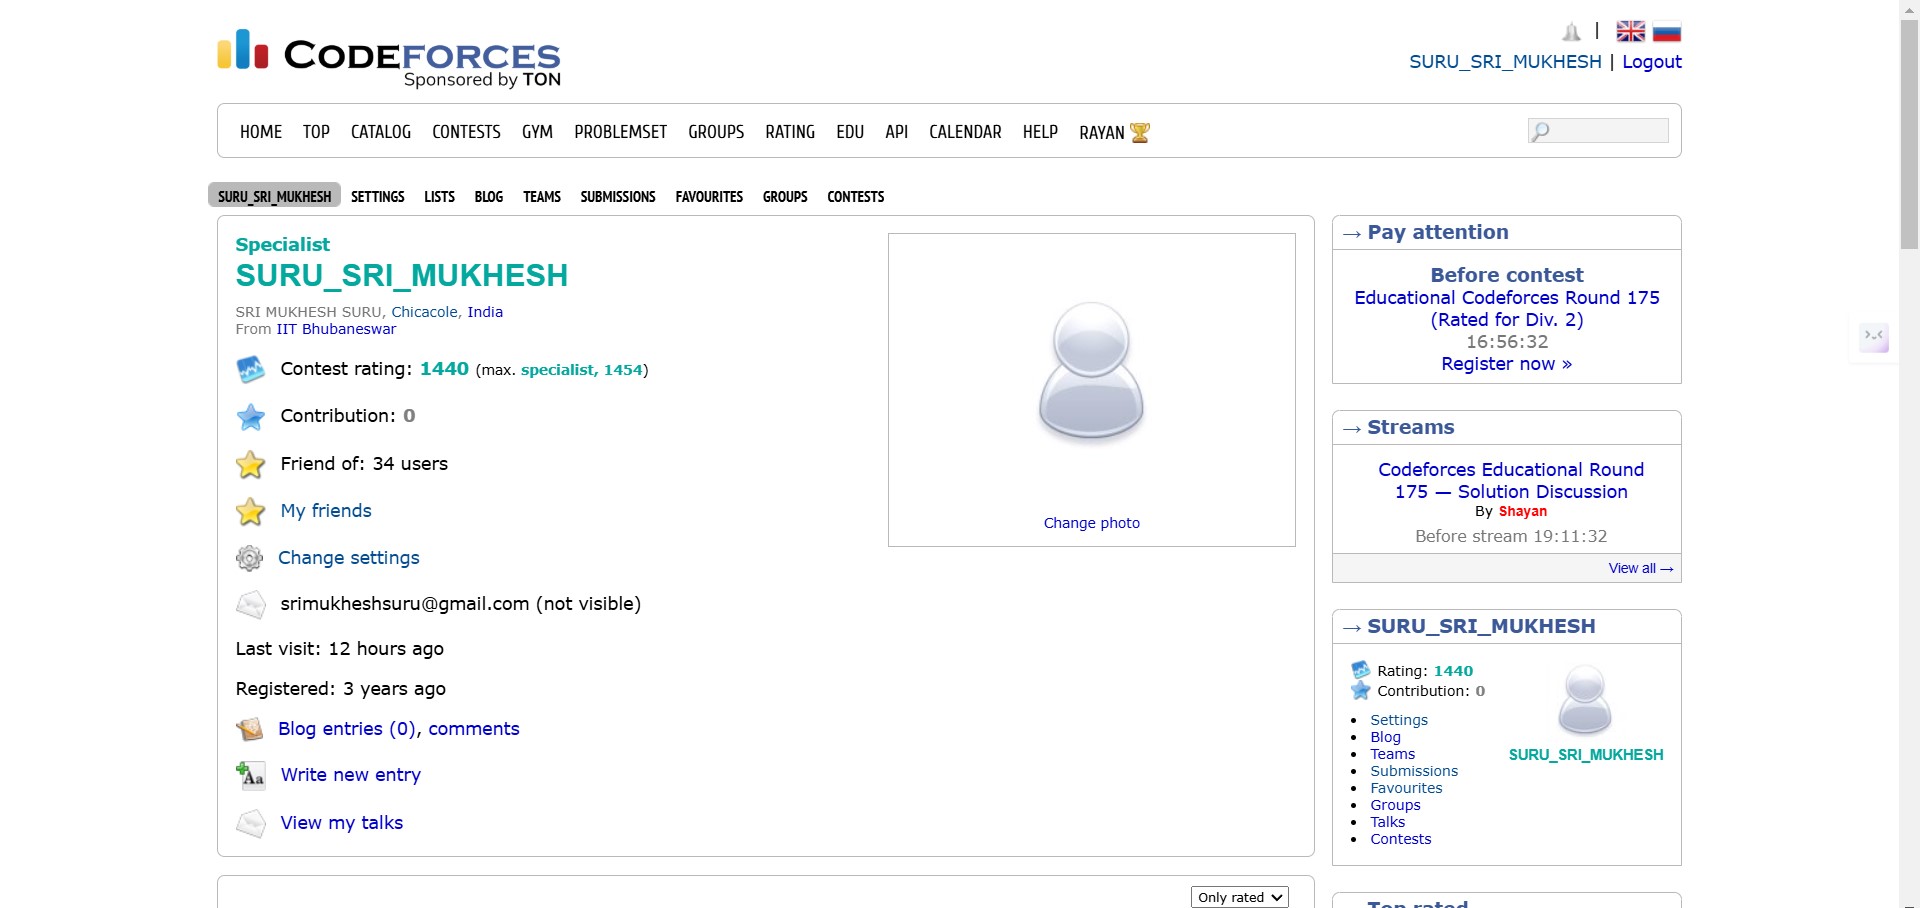 CODEFORCES
Sponsored by TON
|
SURU_SRI_MUKHESH | Logout
HOME TOP CATALOG CONTESTS GYM PROBLEMSET GROUPS RATING EDU API CALENDAR HELP RAYAN
SURU_SRI_MUKHESH SETTINGS LISTS BLOG TEAMS SUBMISSIONS FAVOURITES GROUPS CONTESTS
Specialist
SURU_SRI_MUKHESH
SRI MUKHESH SURU, Chicacole, India
From IIT Bhubaneswar
Contest rating: 1440 (max. specialist, 1454)
Contribution: 0
Friend of: 34 users
My friends
Change settings
srimukheshsuru@gmail.com (not visible)
Last visit: 12 hours ago
Registered: 3 years ago
Blog entries (0), comments
Aa
Write new entry
View my talks
Change photo
Only rated
→ Pay attention
Before contest
Educational Codeforces Round 175
(Rated for Div. 2)
16:56:32
Register now »
→ Streams
Codeforces Educational Round
175 — Solution Discussion
By Shayan
Before stream 19:11:32
View all →
→ SURU_SRI_MUKHESH
Rating: 1440
Contribution: 0
• Settings
• Blog
• Teams
• Submissions
• Favourites
• Groups
• Talks
• Contests
SURU_SRI_MUKHESH
→ Top rated